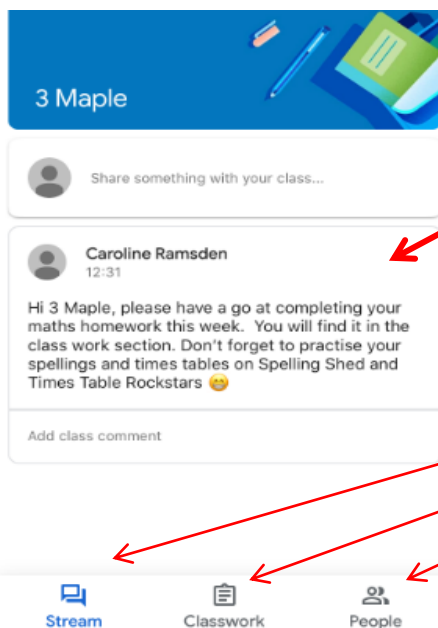 3 Maple
Share something with your class...
Caroline Ramsden
12:31
Hi 3 Maple, please have a go at completing your
maths homework this week.  You will find it in the
class work section. Don't forget to practise your
spellings and times tables on Spelling Shed and
Times Table Rockstars 😁
Add class comment
Stream
Classwork
People